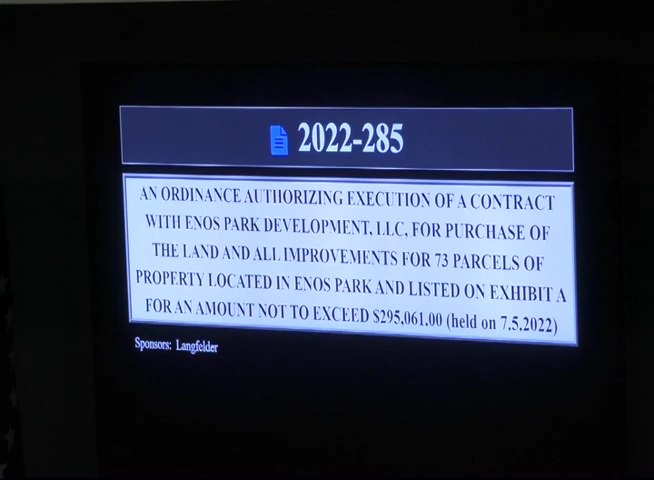 2022-285
AN ORDINANCE AUTHORIZING EXECUTION OF A CONTRACT
WITH ENOS PARK DEVELOPMENT, LLC, FOR PURCHASE OF
THE LAND AND ALL IMPROVEMENTS FOR 73 PARCELS OF
PROPERTY LOCATED IN ENOS PARK AND LISTED ON EXHIBIT A
FOR AN AMOUNT NOT TO EXCEED $295,061.00 (held on 7.5.2022)
Sponsors: Langfelder